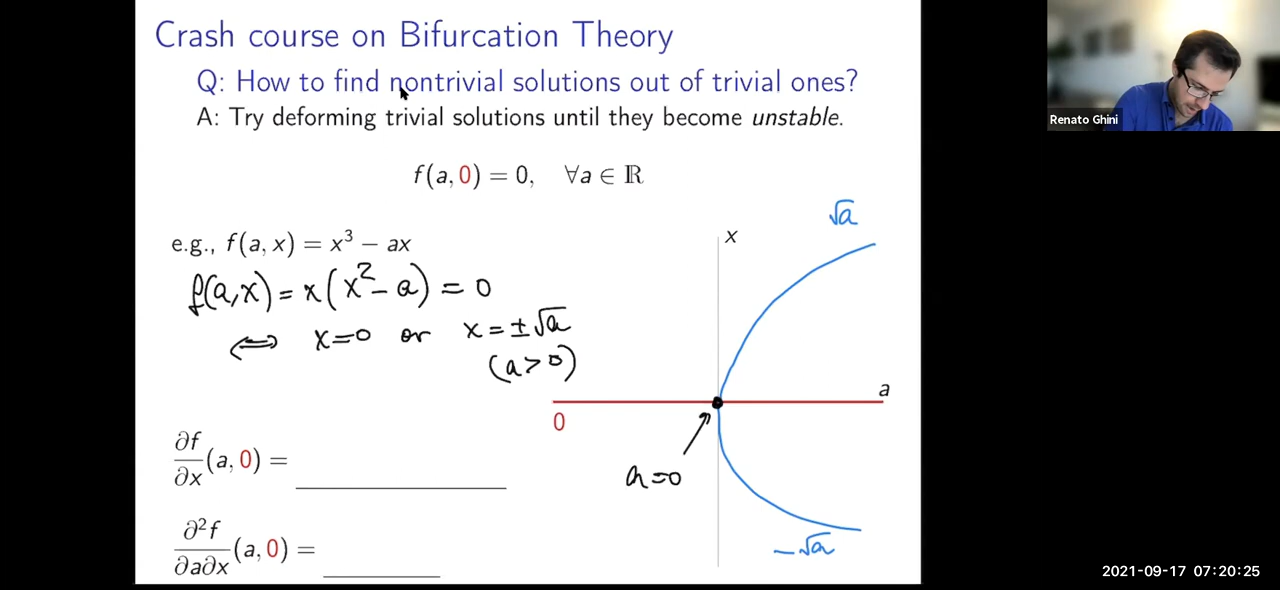 Crash course on Bifurcation Theory
Q: How to find nontrivial solutions out of trivial ones?
A: Try deforming trivial solutions until they become unstable.
f(a, 0) = 0, ∀a ∈ ℝ
e.g., f(a, x) = x³ − ax
f(a,x) = x(x² − a) = 0
⟺ x=0 or x = ±√a
(a > 0)
∂f/∂x (a, 0) =
∂²f/∂a∂x (a, 0) =
√a
x
a
0
a=0
−√a
Renato Ghini
2021-09-17 07:20:25